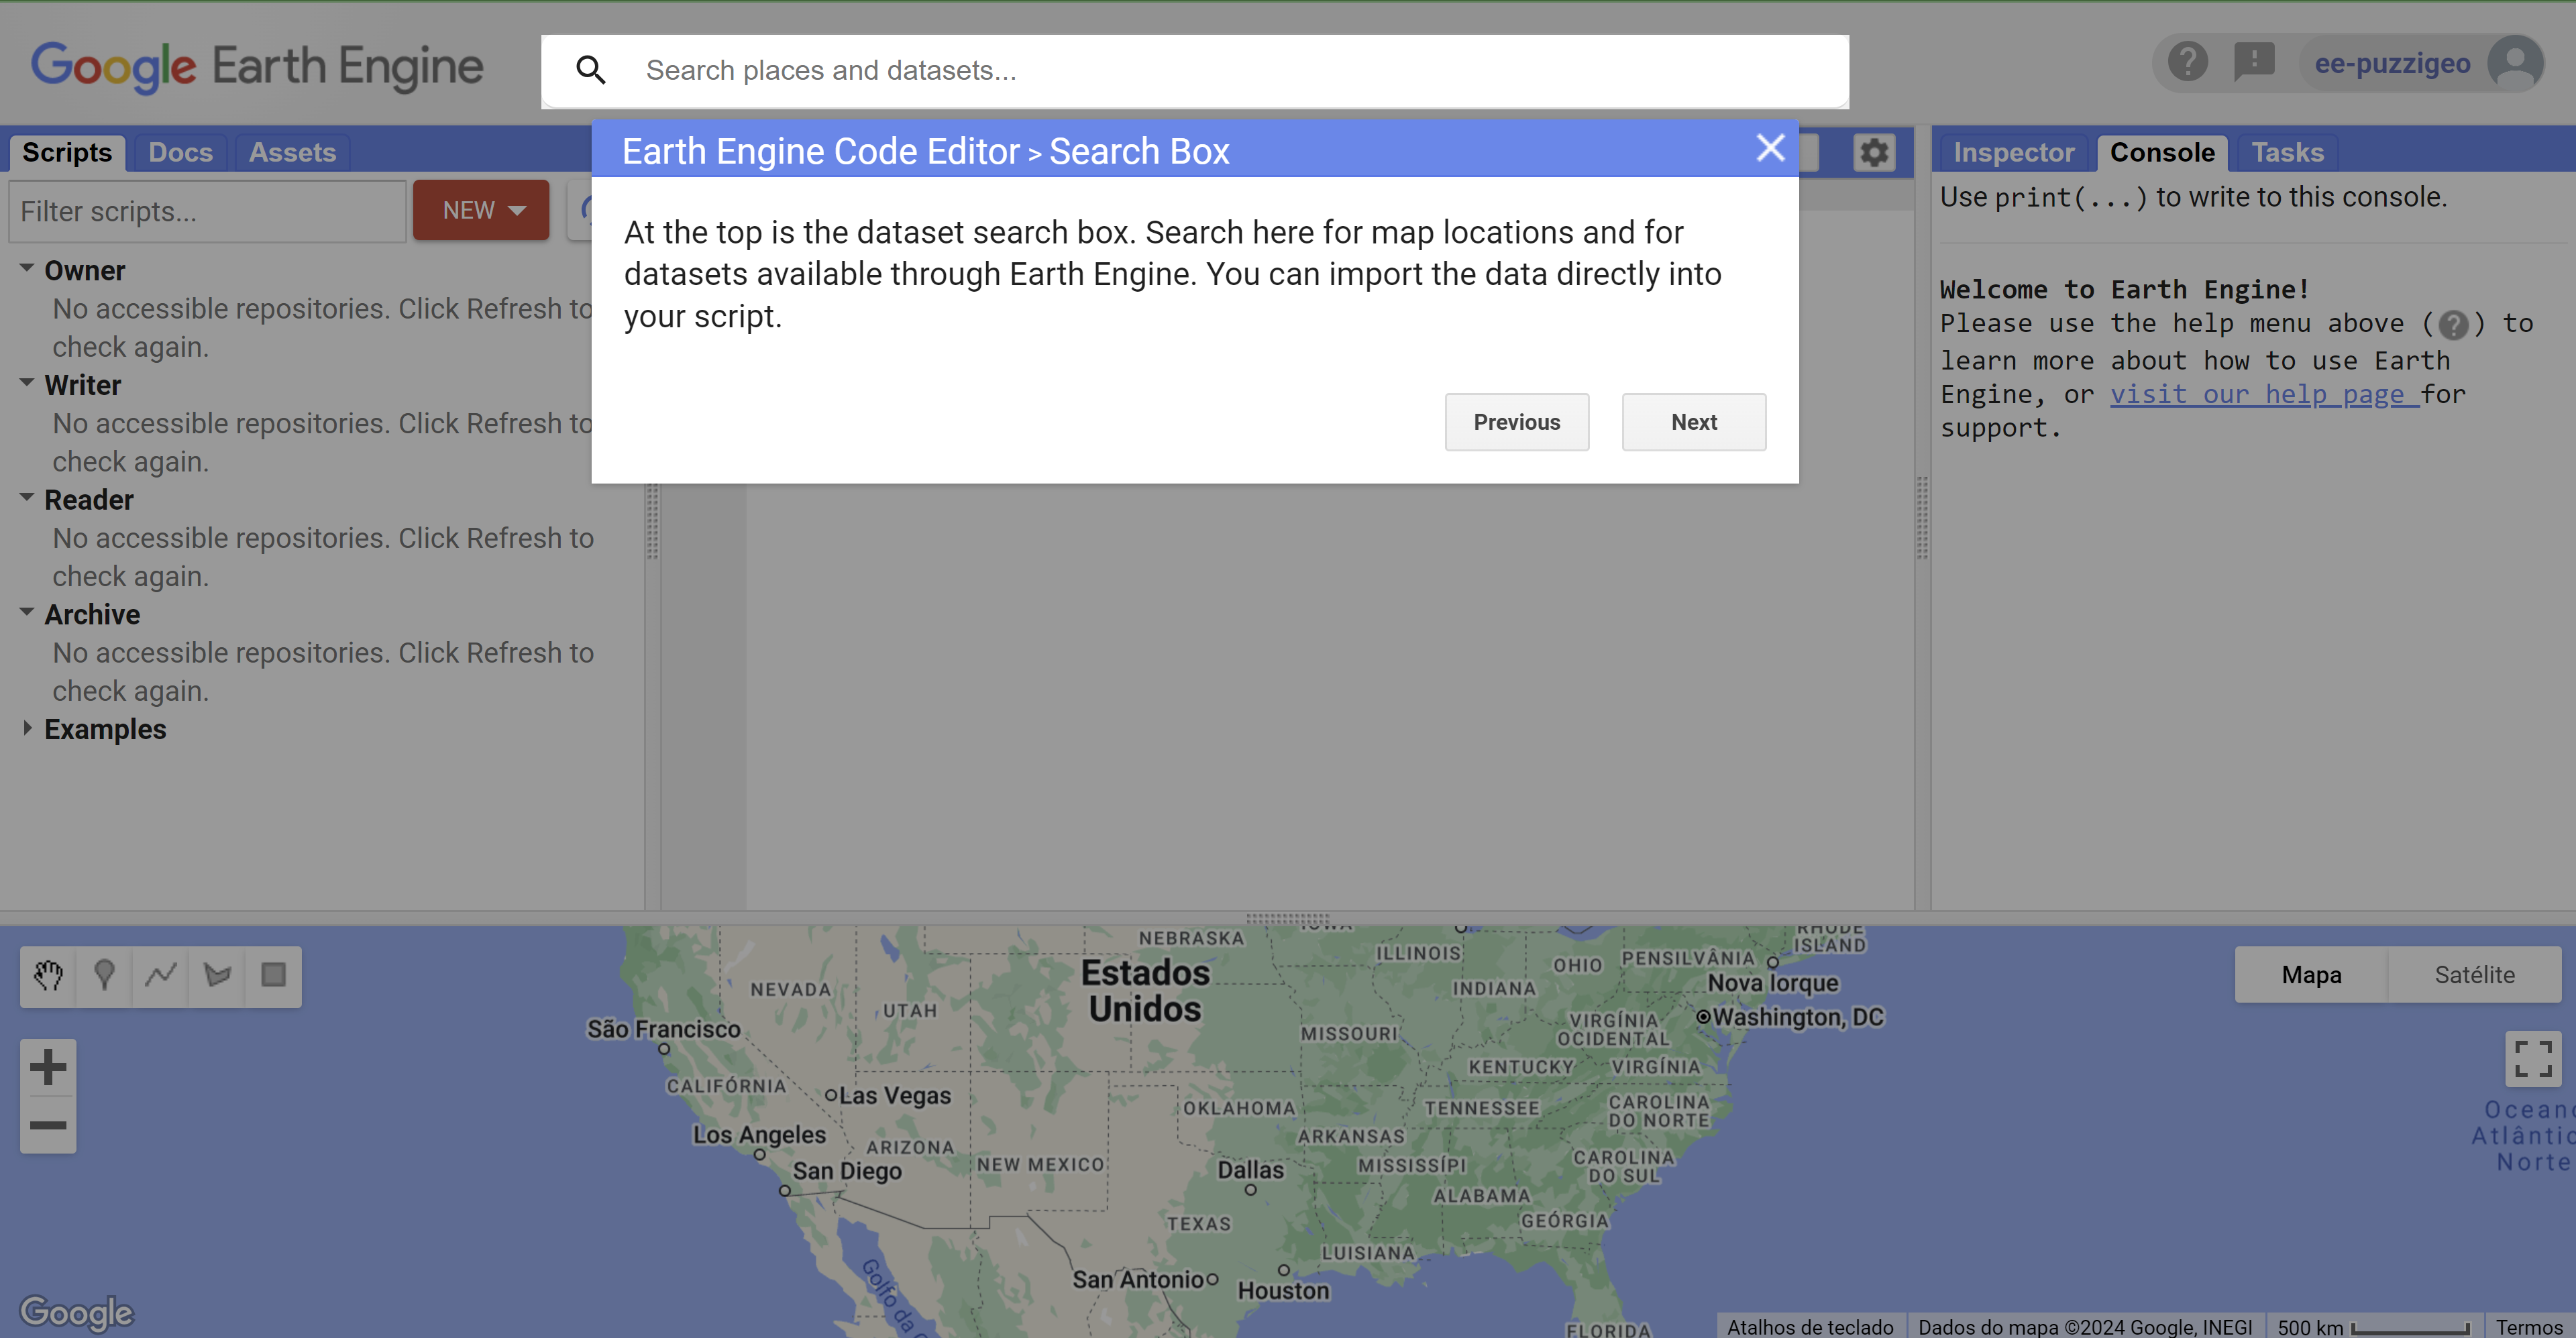 Google Earth Engine
Search places and datasets...
ee-puzzigeo
Scripts
Docs
Assets
Filter scripts...
NEW
Owner
No accessible repositories. Click Refresh to
check again.
Writer
No accessible repositories. Click Refresh to
check again.
Reader
No accessible repositories. Click Refresh to
check again.
Archive
No accessible repositories. Click Refresh to
check again.
Examples
Earth Engine Code Editor > Search Box
At the top is the dataset search box. Search here for map locations and for
datasets available through Earth Engine. You can import the data directly into
your script.
Previous
Next
Inspector
Console
Tasks
Use print(...) to write to this console.
Welcome to Earth Engine!
Please use the help menu above (?) to
learn more about how to use Earth
Engine, or visit our help page for
support.
Mapa
Satélite
NEBRASKA
IOWA
ILLINOIS
INDIANA
OHIO
PENSILVÂNIA
RHODE
ISLAND
Nova Iorque
Washington, DC
Estados
Unidos
NEVADA
UTAH
São Francisco
CALIFÓRNIA
Las Vegas
Los Angeles
San Diego
ARIZONA
NEW MEXICO
MISSOURI
VIRGÍNIA
OCIDENTAL
KENTUCKY
VIRGÍNIA
OKLAHOMA
TENNESSEE
CAROLINA
DO NORTE
ARKANSAS
MISSISSÍPI
CAROLINA
DO SUL
Dallas
ALABAMA
TEXAS
GEÓRGIA
LUISIANA
San Antonio
Houston
FLORIDA
Golfo da
Oceano
Atlântico
Norte
Google
Atalhos de teclado
Dados do mapa ©2024 Google, INEGI
500 km
Termos